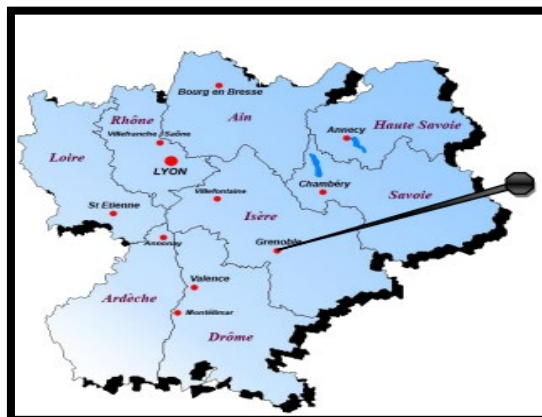 Bourg en Bresse
Rhône
Ain
Haute Savoie
Annecy
Villefranche / Saône
Loire
LYON
Chambéry
Savoie
Villefontaine
St Etienne
Isère
Annonay
Grenoble
Valence
Ardèche
Montélimar
Drôme